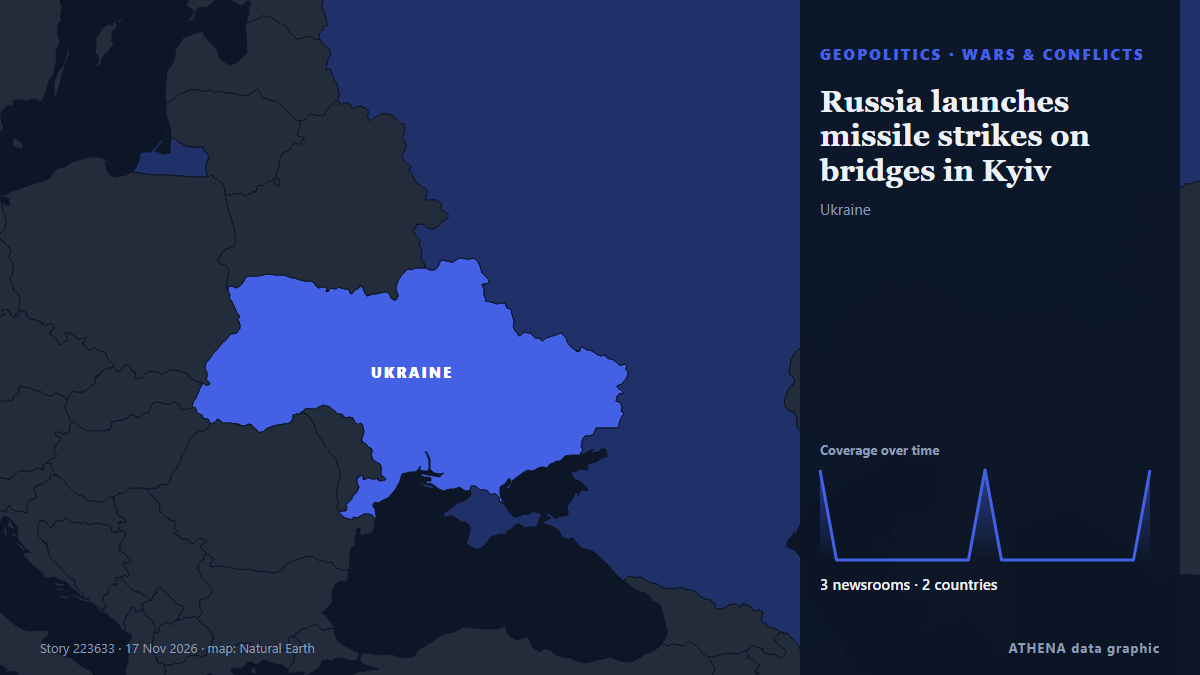 GEOPOLITICS · WARS & CONFLICTS
Russia launches
missile strikes on
bridges in Kyiv
Ukraine
UKRAINE
Coverage over time
3 newsrooms · 2 countries
Story 223633 · 17 Nov 2026 · map: Natural Earth
ATHENA data graphic